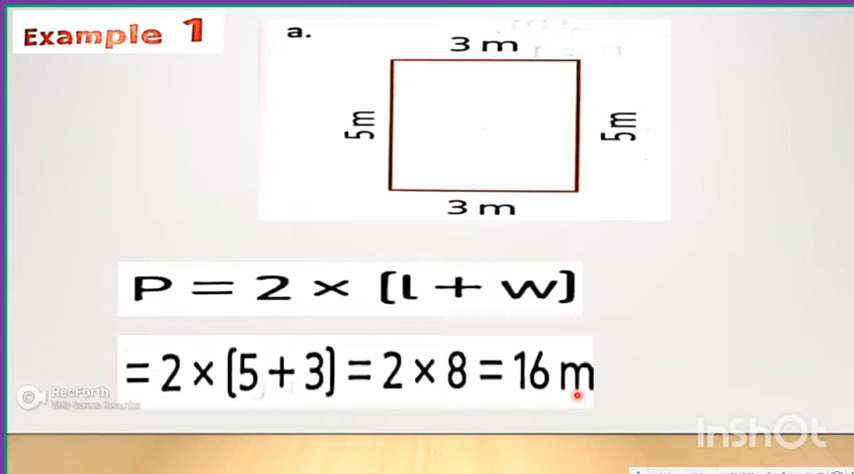 Example 1
a.
3 m
5m
5m
3 m
P = 2 × (l + w)
= 2 × (5 + 3) = 2 × 8 = 16 m
RecForth
InShOt